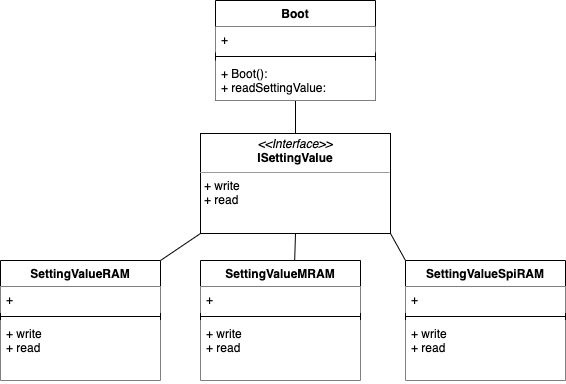 Boot
+
+ Boot():
+ readSettingValue:
<<Interface>>
ISettingValue
+ write
+ read
SettingValueRAM
+
+ write
+ read
SettingValueMRAM
+
+ write
+ read
SettingValueSpiRAM
+
+ write
+ read